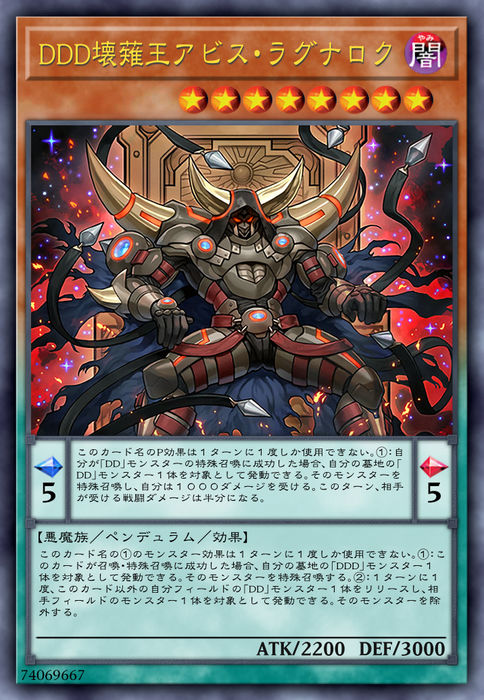 DDD壊薙王アビス・ラグナロク
やみ
闇
このカード名のP効果は1ターンに1度しか使用できない。①:自
分が「DD」モンスターの特殊召喚に成功した場合、自分の墓地の「
DD」モンスター1体を対象として発動できる。そのモンスターを
特殊召喚し、自分は1000ダメージを受ける。このターン、相手
が受ける戦闘ダメージは半分になる。
5
5
【悪魔族/ペンデュラム/効果】
このカード名の①のモンスター効果は1ターンに1度しか使用できない。①:こ
のカードが召喚・特殊召喚に成功した場合、自分の墓地の「DDD」モンスター1
体を対象として発動できる。そのモンスターを特殊召喚する。②:1ターンに1
度、このカード以外の自分フィールドの「DD」モンスター1体をリリースし、相
手フィールドのモンスター1体を対象として発動できる。そのモンスターを除
外する。
ATK/2200 DEF/3000
74069667